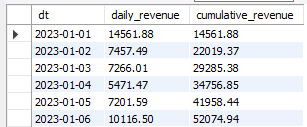 dt daily_revenue cumulative_revenue
2023-01-01 14561.88 14561.88
2023-01-02 7457.49 22019.37
2023-01-03 7266.01 29285.38
2023-01-04 5471.47 34756.85
2023-01-05 7201.59 41958.44
2023-01-06 10116.50 52074.94